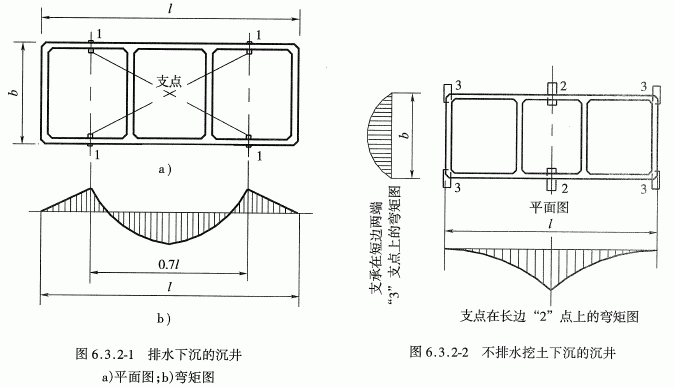 l
1
1
b
支点
1
1
a)
0.7l
l
b)
图 6.3.2-1 排水下沉的沉井
a)平面图;b)弯矩图
3
2
3
b
3
2
3
平面图
l
支承在短边两端
“3”支点上的弯矩图
支点在长边“2”点上的弯矩图
图 6.3.2-2 不排水挖土下沉的沉井